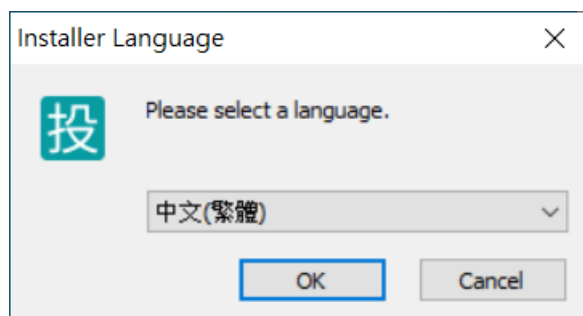 Installer Language
投
Please select a language.
中文(繁體)
OK
Cancel